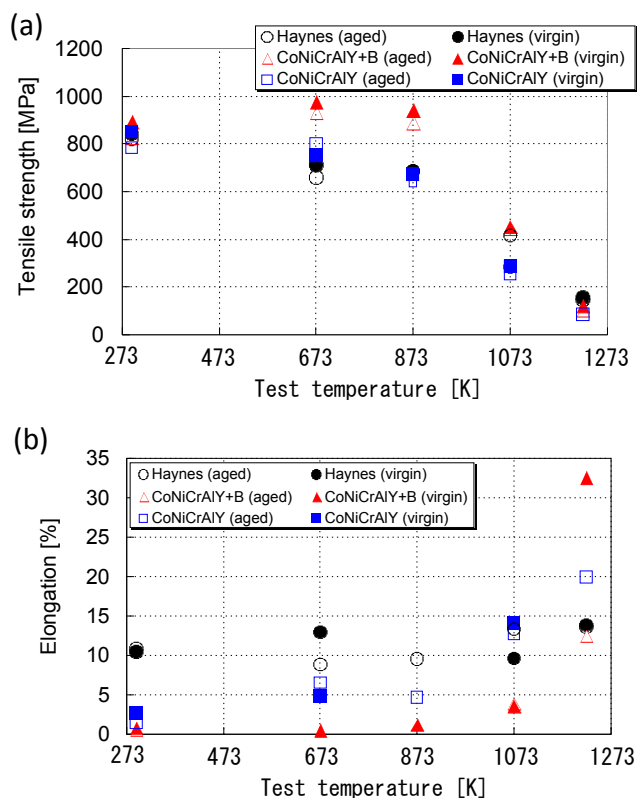 (a)
Haynes (aged) Haynes (virgin)
CoNiCrAlY+B (aged) CoNiCrAlY+B (virgin)
CoNiCrAlY (aged) CoNiCrAlY (virgin)
1200
1000
800
600
400
200
0
Tensile strength [MPa]
273 473 673 873 1073 1273
Test temperature [K]
(b)
Haynes (aged) Haynes (virgin)
CoNiCrAlY+B (aged) CoNiCrAlY+B (virgin)
CoNiCrAlY (aged) CoNiCrAlY (virgin)
35
30
25
20
15
10
5
0
Elongation [%]
273 473 673 873 1073 1273
Test temperature [K]